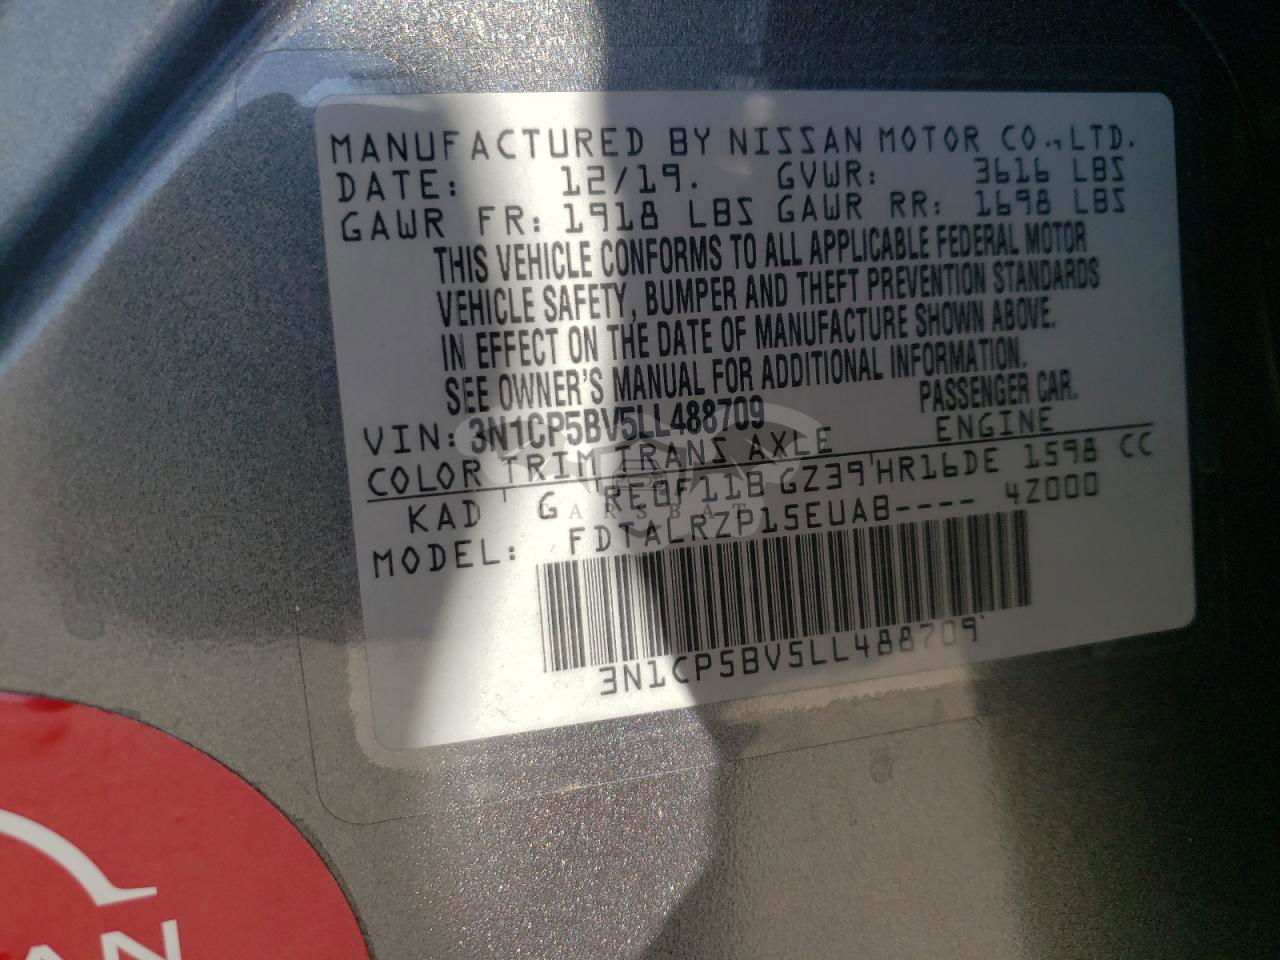 MANUFACTURED BY NISSAN MOTOR CO., LTD.
DATE: 12/19. GVWR: 3616 LBS
GAWR FR: 1918 LBS GAWR RR: 1698 LBS
THIS VEHICLE CONFORMS TO ALL APPLICABLE FEDERAL MOTOR
VEHICLE SAFETY, BUMPER AND THEFT PREVENTION STANDARDS
IN EFFECT ON THE DATE OF MANUFACTURE SHOWN ABOVE.
SEE OWNER'S MANUAL FOR ADDITIONAL INFORMATION.
VIN: 3N1CP5BV5LL488709 PASSENGER CAR.
COLOR TRIM TRANS AXLE ENGINE
KAD G RE0F11B GZ39 HR16DE 1598 CC
MODEL: FDTALRZP15EUAB---- 4Z000
3N1CP5BV5LL488709
ARSBAT
AN